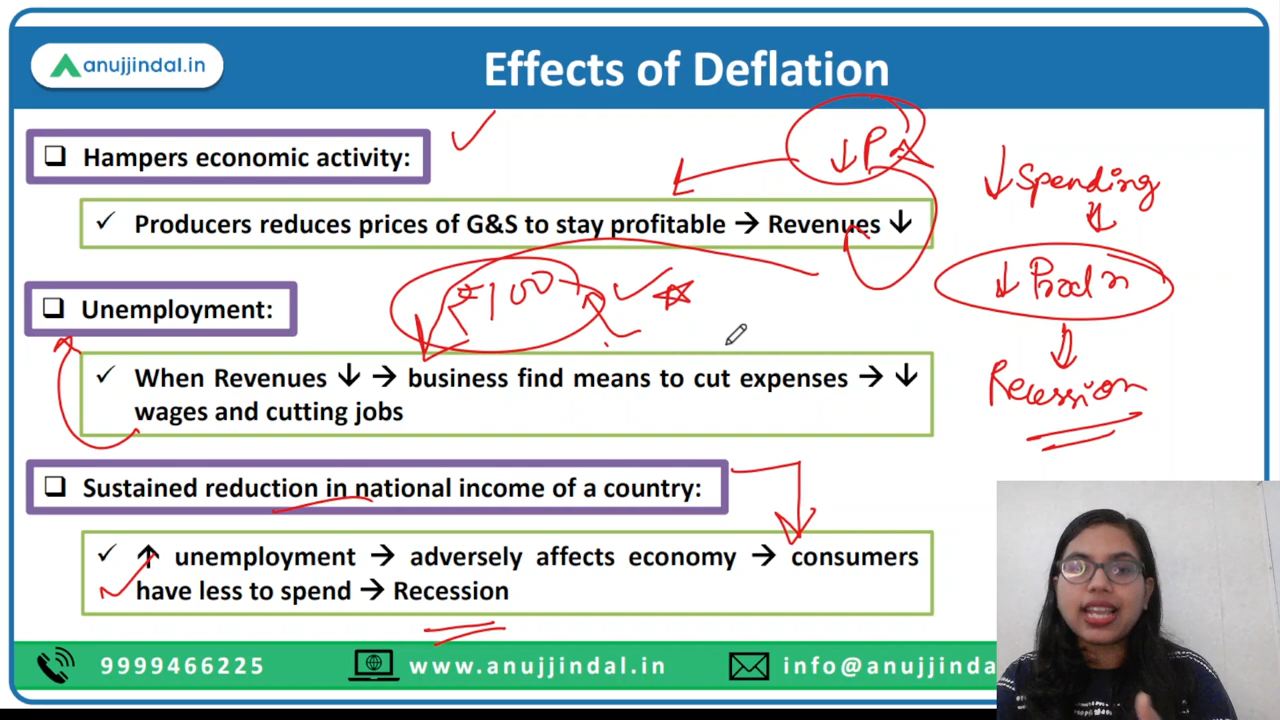 anujjindal.in
Effects of Deflation
❑ Hampers economic activity:
✓ Producers reduces prices of G&S to stay profitable → Revenues ↓
↓ P
↓ Spending
↓ Prodn
Recession
❑ Unemployment:
100
✓ When Revenues ↓ → business find means to cut expenses → ↓
wages and cutting jobs
❑ Sustained reduction in national income of a country:
✓ ↑ unemployment → adversely affects economy → consumers
have less to spend → Recession
9999466225
www.anujjindal.in
info@anujjinda